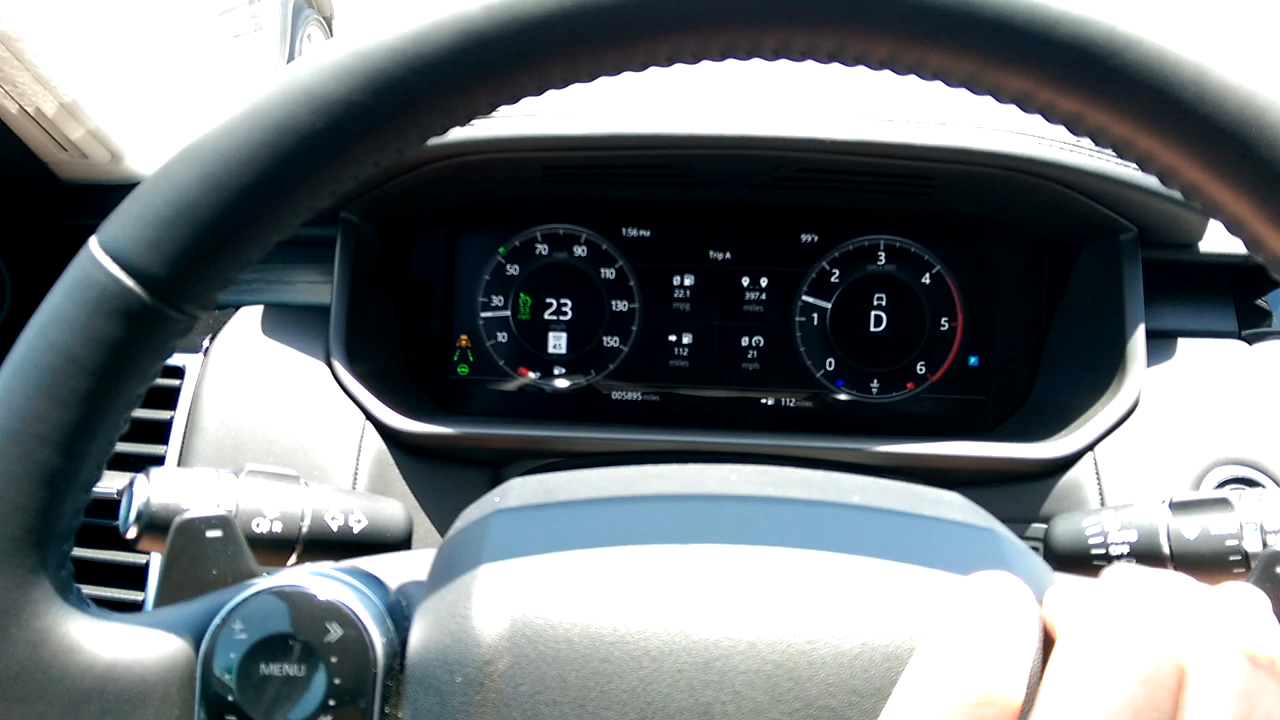 1:56 PM
99°F
Trip A
70 90
50 110
30 130
10 150
23
mph
45
22.1
mpg
397.4
miles
112
miles
21
mph
3
2 4
1 5
0 6
A
D
005895 miles
112 miles
OFF
OFF
MENU